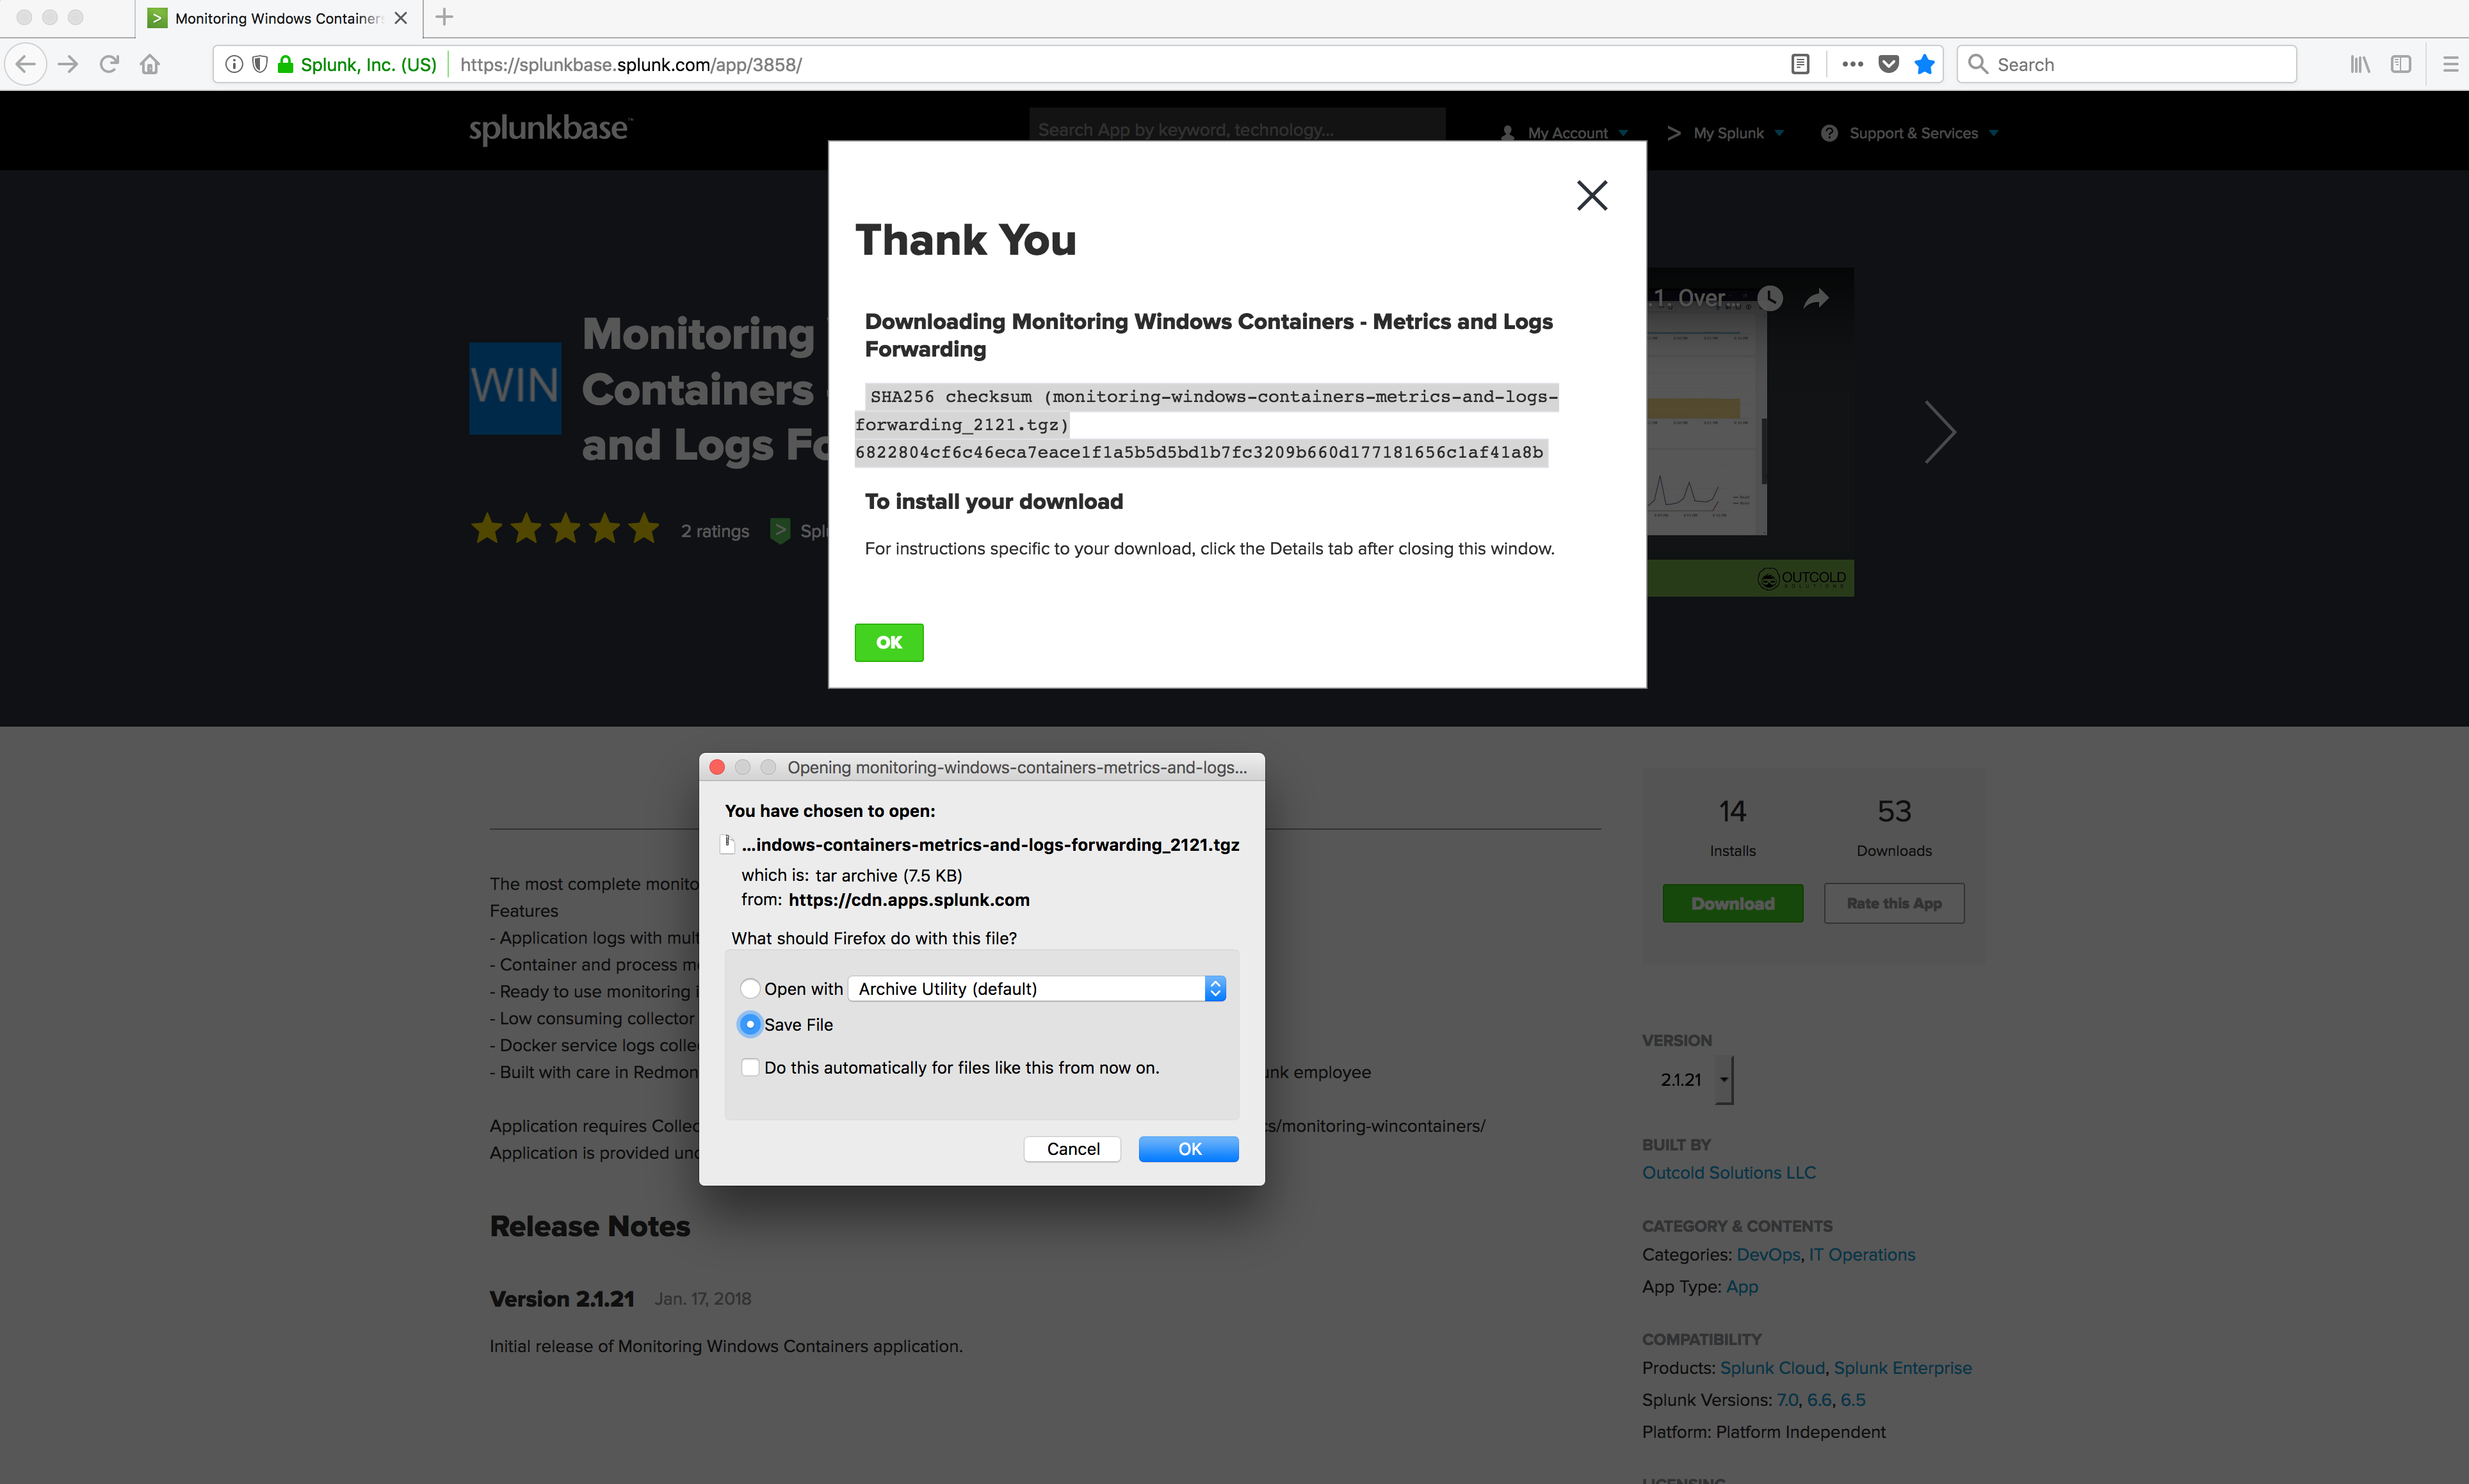 Monitoring Windows Container
Splunk, Inc. (US)
https://splunkbase.splunk.com/app/3858/
Search
splunkbase
Search App by keyword, technology...
My Account
My Splunk
Support & Services
Thank You
Downloading Monitoring Windows Containers - Metrics and Logs
Forwarding
SHA256 checksum (monitoring-windows-containers-metrics-and-logs-
forwarding_2121.tgz)
6822804cf6c46eca7eace1f1a5b5d5bd1b7fc3209b660d177181656c1af41a8b
To install your download
For instructions specific to your download, click the Details tab after closing this window.
OK
WIN
Monitoring
Containers
and Logs Fo
2 ratings
Spl
1. Over...
OUTCOLD
SOLUTIONS
Opening monitoring-windows-containers-metrics-and-logs...
You have chosen to open:
...indows-containers-metrics-and-logs-forwarding_2121.tgz
which is: tar archive (7.5 KB)
from: https://cdn.apps.splunk.com
What should Firefox do with this file?
Open with Archive Utility (default)
Save File
Do this automatically for files like this from now on.
Cancel
OK
The most complete monito
Features
- Application logs with mult
- Container and process m
- Ready to use monitoring i
- Low consuming collector
- Docker service logs colle
- Built with care in Redmon
unk employee
Application requires Collec
cs/monitoring-wincontainers/
Application is provided und
Release Notes
Version 2.1.21 Jan. 17, 2018
Initial release of Monitoring Windows Containers application.
14
Installs
53
Downloads
Download
Rate this App
VERSION
2.1.21
BUILT BY
Outcold Solutions LLC
CATEGORY & CONTENTS
Categories: DevOps, IT Operations
App Type: App
COMPATIBILITY
Products: Splunk Cloud, Splunk Enterprise
Splunk Versions: 7.0, 6.6, 6.5
Platform: Platform Independent
LICENSING